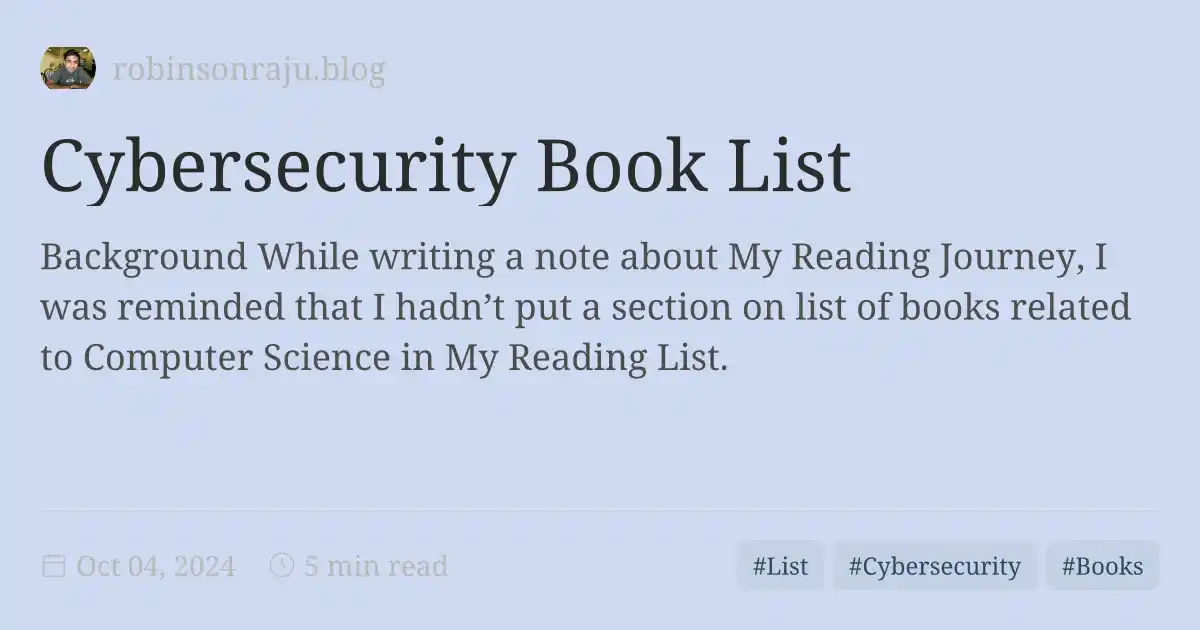 robinsonraju.blog
Cybersecurity Book List
Background While writing a note about My Reading Journey, I
was reminded that I hadn’t put a section on list of books related
to Computer Science in My Reading List.
Oct 04, 2024 5 min read #List #Cybersecurity #Books